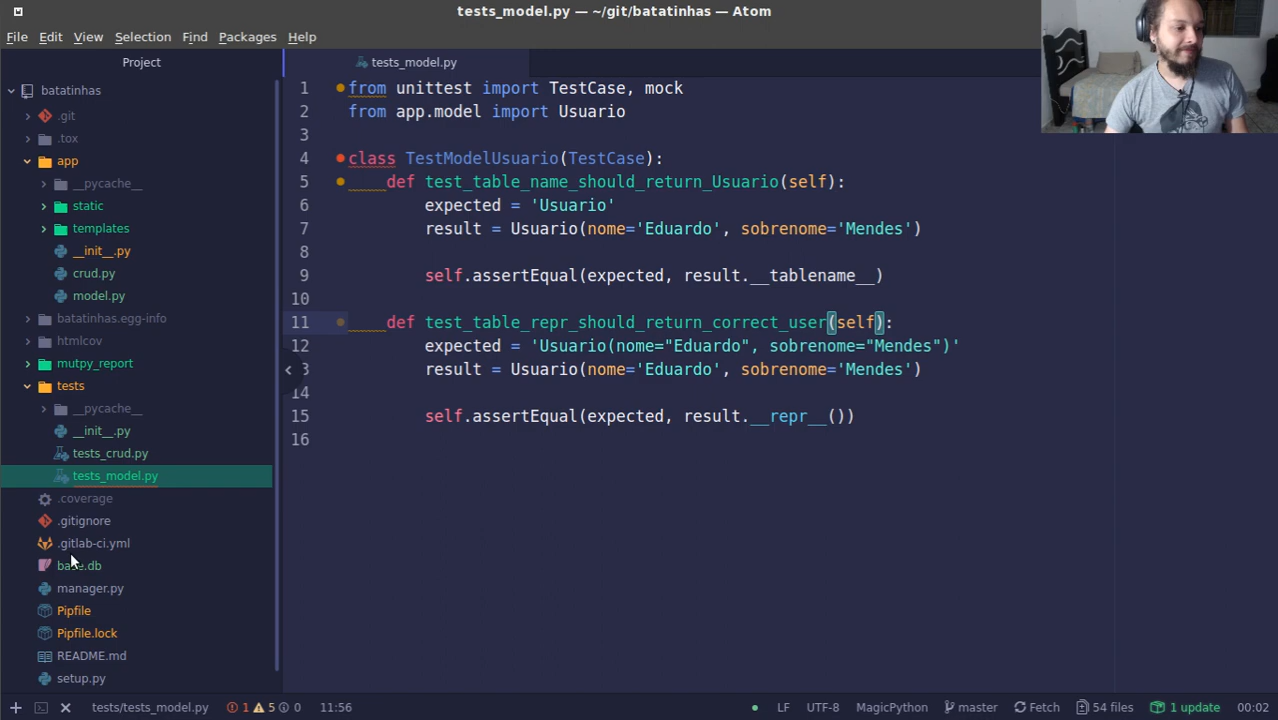 tests_model.py — ~/git/batatinhas — Atom
File Edit View Selection Find Packages Help
Project
tests_model.py
batatinhas
.git
.tox
app
__pycache__
static
templates
__init__.py
crud.py
model.py
batatinhas.egg-info
htmlcov
mutpy_report
tests
__pycache__
__init__.py
tests_crud.py
tests_model.py
.coverage
.gitignore
.gitlab-ci.yml
base.db
manager.py
Pipfile
Pipfile.lock
README.md
setup.py
1 from unittest import TestCase, mock
2 from app.model import Usuario
3
4 class TestModelUsuario(TestCase):
5 def test_table_name_should_return_Usuario(self):
6 expected = 'Usuario'
7 result = Usuario(nome='Eduardo', sobrenome='Mendes')
8
9 self.assertEqual(expected, result.__tablename__)
10
11 def test_table_repr_should_return_correct_user(self):
12 expected = 'Usuario(nome="Eduardo", sobrenome="Mendes")'
3 result = Usuario(nome='Eduardo', sobrenome='Mendes')
14
15 self.assertEqual(expected, result.__repr__())
16
tests/tests_model.py 1 5 0 11:56 LF UTF-8 MagicPython master Fetch 54 files 1 update 00:02